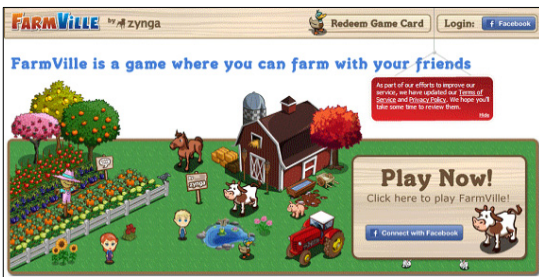 FARMVILLE by zynga
Redeem Game Card
Login: f Facebook
FarmVille is a game where you can farm with your friends
As part of our efforts to improve our
service, we have updated our Terms of
Service and Privacy Policy. We hope you'll
take some time to review them.
Hide
zynga
Play Now!
Click here to play FarmVille!
f Connect with Facebook